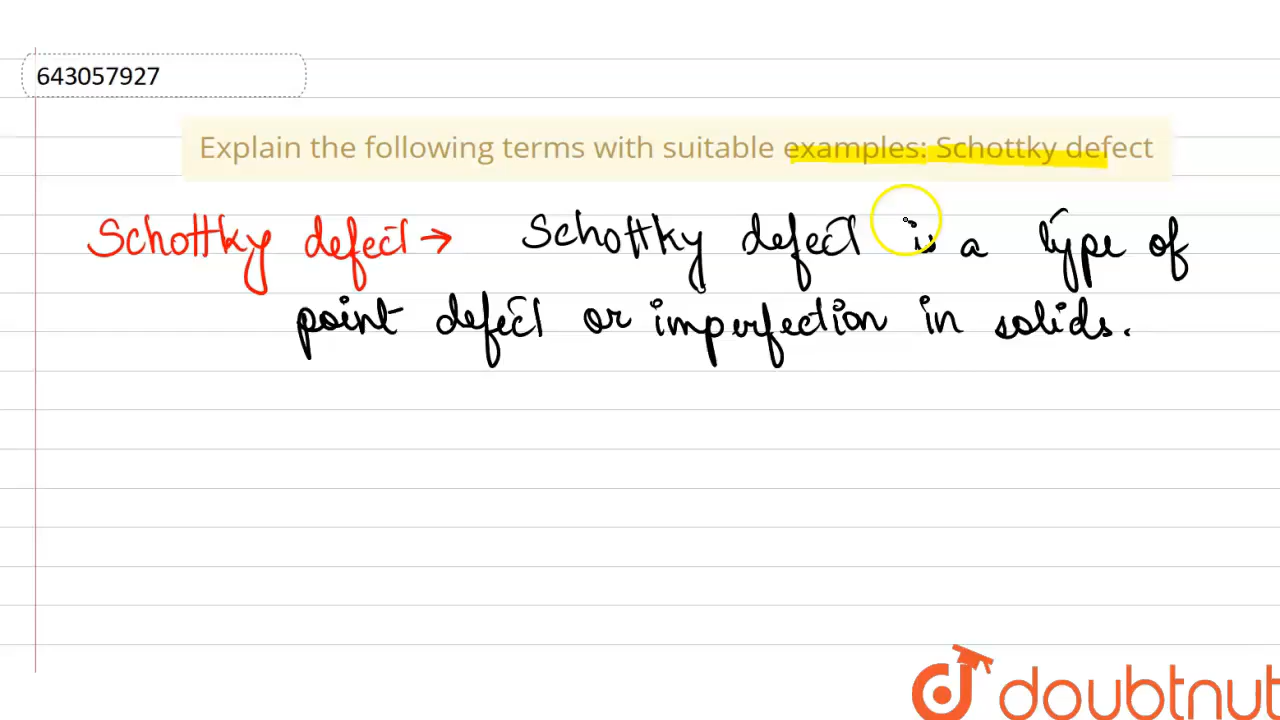 643057927
Explain the following terms with suitable examples: Schottky defect
Schottky defect → Schottky defect is a type of
point defect or imperfection in solids.
doubtnut